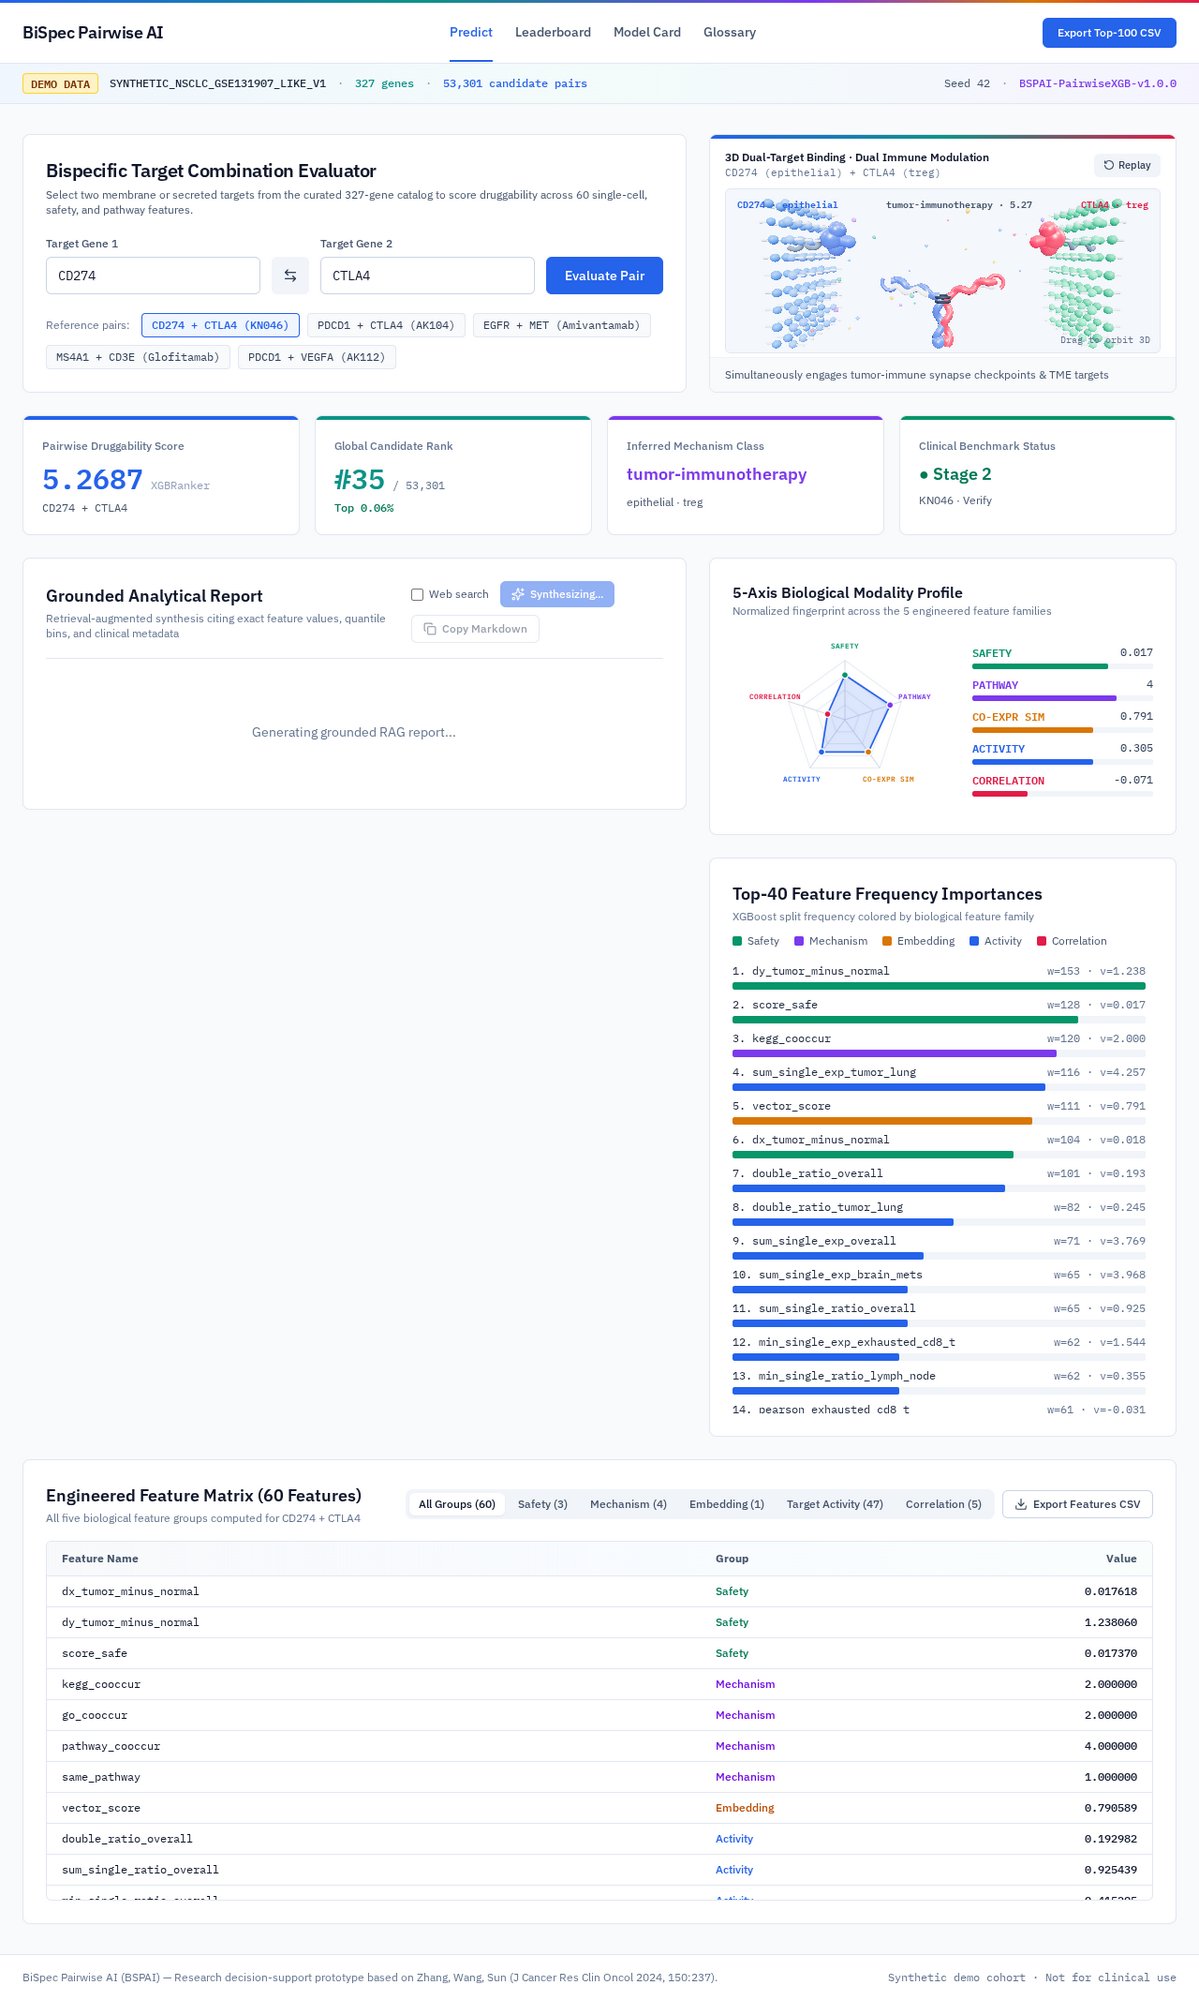 BiSpec Pairwise AI
Predict
Leaderboard
Model Card
Glossary
Export Top-100 CSV
DEMO DATA SYNTHETIC_NSCLC_GSE131907_LIKE_V1 · 327 genes · 53,301 candidate pairs
Seed 42 · BSPAI-PairwiseXGB-v1.0.0
Bispecific Target Combination Evaluator
Select two membrane or secreted targets from the curated 327-gene catalog to score druggability across 60 single-cell,
safety, and pathway features.
Target Gene 1
Target Gene 2
CD274
CTLA4
Evaluate Pair
Reference pairs:
CD274 + CTLA4 (KN046)
PDCD1 + CTLA4 (AK104)
EGFR + MET (Amivantamab)
MS4A1 + CD3E (Glofitamab)
PDCD1 + VEGFA (AK112)
3D Dual-Target Binding · Dual Immune Modulation
CD274 (epithelial) + CTLA4 (treg)
Replay
CD274 · epithelial
tumor-immunotherapy · 5.27
CTLA4 · treg
Drag to orbit 3D
Simultaneously engages tumor-immune synapse checkpoints & TME targets
Pairwise Druggability Score
5.2687 XGBRanker
CD274 + CTLA4
Global Candidate Rank
#35 / 53,301
Top 0.06%
Inferred Mechanism Class
tumor-immunotherapy
epithelial · treg
Clinical Benchmark Status
● Stage 2
KN046 · Verify
Grounded Analytical Report
Retrieval-augmented synthesis citing exact feature values, quantile
bins, and clinical metadata
Web search
Synthesizing...
Copy Markdown
Generating grounded RAG report...
5-Axis Biological Modality Profile
Normalized fingerprint across the 5 engineered feature families
SAFETY
CORRELATION
PATHWAY
ACTIVITY
CO-EXPR SIM
SAFETY 0.017
PATHWAY 4
CO-EXPR SIM 0.791
ACTIVITY 0.305
CORRELATION -0.071
Top-40 Feature Frequency Importances
XGBoost split frequency colored by biological feature family
Safety Mechanism Embedding Activity Correlation
1. dy_tumor_minus_normal w=153 · v=1.238
2. score_safe w=128 · v=0.017
3. kegg_cooccur w=120 · v=2.000
4. sum_single_exp_tumor_lung w=116 · v=4.257
5. vector_score w=111 · v=0.791
6. dx_tumor_minus_normal w=104 · v=0.018
7. double_ratio_overall w=101 · v=0.193
8. double_ratio_tumor_lung w=82 · v=0.245
9. sum_single_exp_overall w=71 · v=3.769
10. sum_single_exp_brain_mets w=65 · v=3.968
11. sum_single_ratio_overall w=65 · v=0.925
12. min_single_exp_exhausted_cd8_t w=62 · v=1.544
13. min_single_ratio_lymph_node w=62 · v=0.355
14. pearson_exhausted_cd8_t w=61 · v=-0.031
Engineered Feature Matrix (60 Features)
All five biological feature groups computed for CD274 + CTLA4
All Groups (60)
Safety (3)
Mechanism (4)
Embedding (1)
Target Activity (47)
Correlation (5)
Export Features CSV
Feature Name Group Value
dx_tumor_minus_normal Safety 0.017618
dy_tumor_minus_normal Safety 1.238060
score_safe Safety 0.017370
kegg_cooccur Mechanism 2.000000
go_cooccur Mechanism 2.000000
pathway_cooccur Mechanism 4.000000
same_pathway Mechanism 1.000000
vector_score Embedding 0.790589
double_ratio_overall Activity 0.192982
sum_single_ratio_overall Activity 0.925439
BiSpec Pairwise AI (BSPAI) — Research decision-support prototype based on Zhang, Wang, Sun (J Cancer Res Clin Oncol 2024, 150:237).
Synthetic demo cohort · Not for clinical use